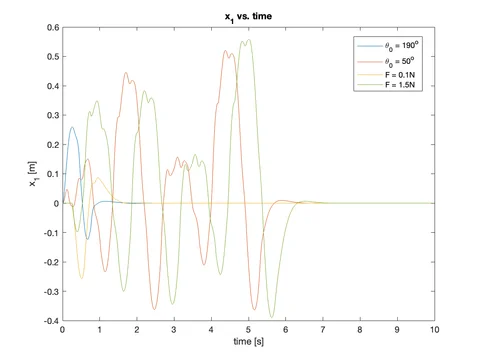 x₁ vs. time
θ₀ = 190°
θ₀ = 50°
F = 0.1N
F = 1.5N
x₁ [m]
0.6
0.5
0.4
0.3
0.2
0.1
0
-0.1
-0.2
-0.3
-0.4
0 1 2 3 4 5 6 7 8 9 10
time [s]